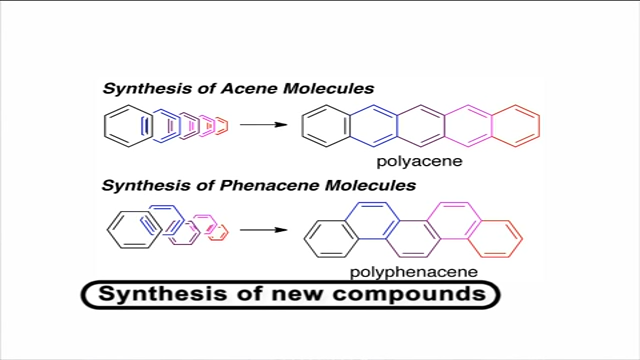 Synthesis of Acene Molecules
polyacene
Synthesis of Phenacene Molecules
polyphenacene
Synthesis of new compounds